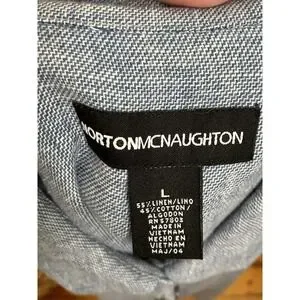 NORTONMCNAUGHTON
L
55%LINEN/LINO
45%COTTON/
ALGODON
RN 57803
MADE IN
VIETNAM
HECHO EN
VIETNAM
MAJ/04